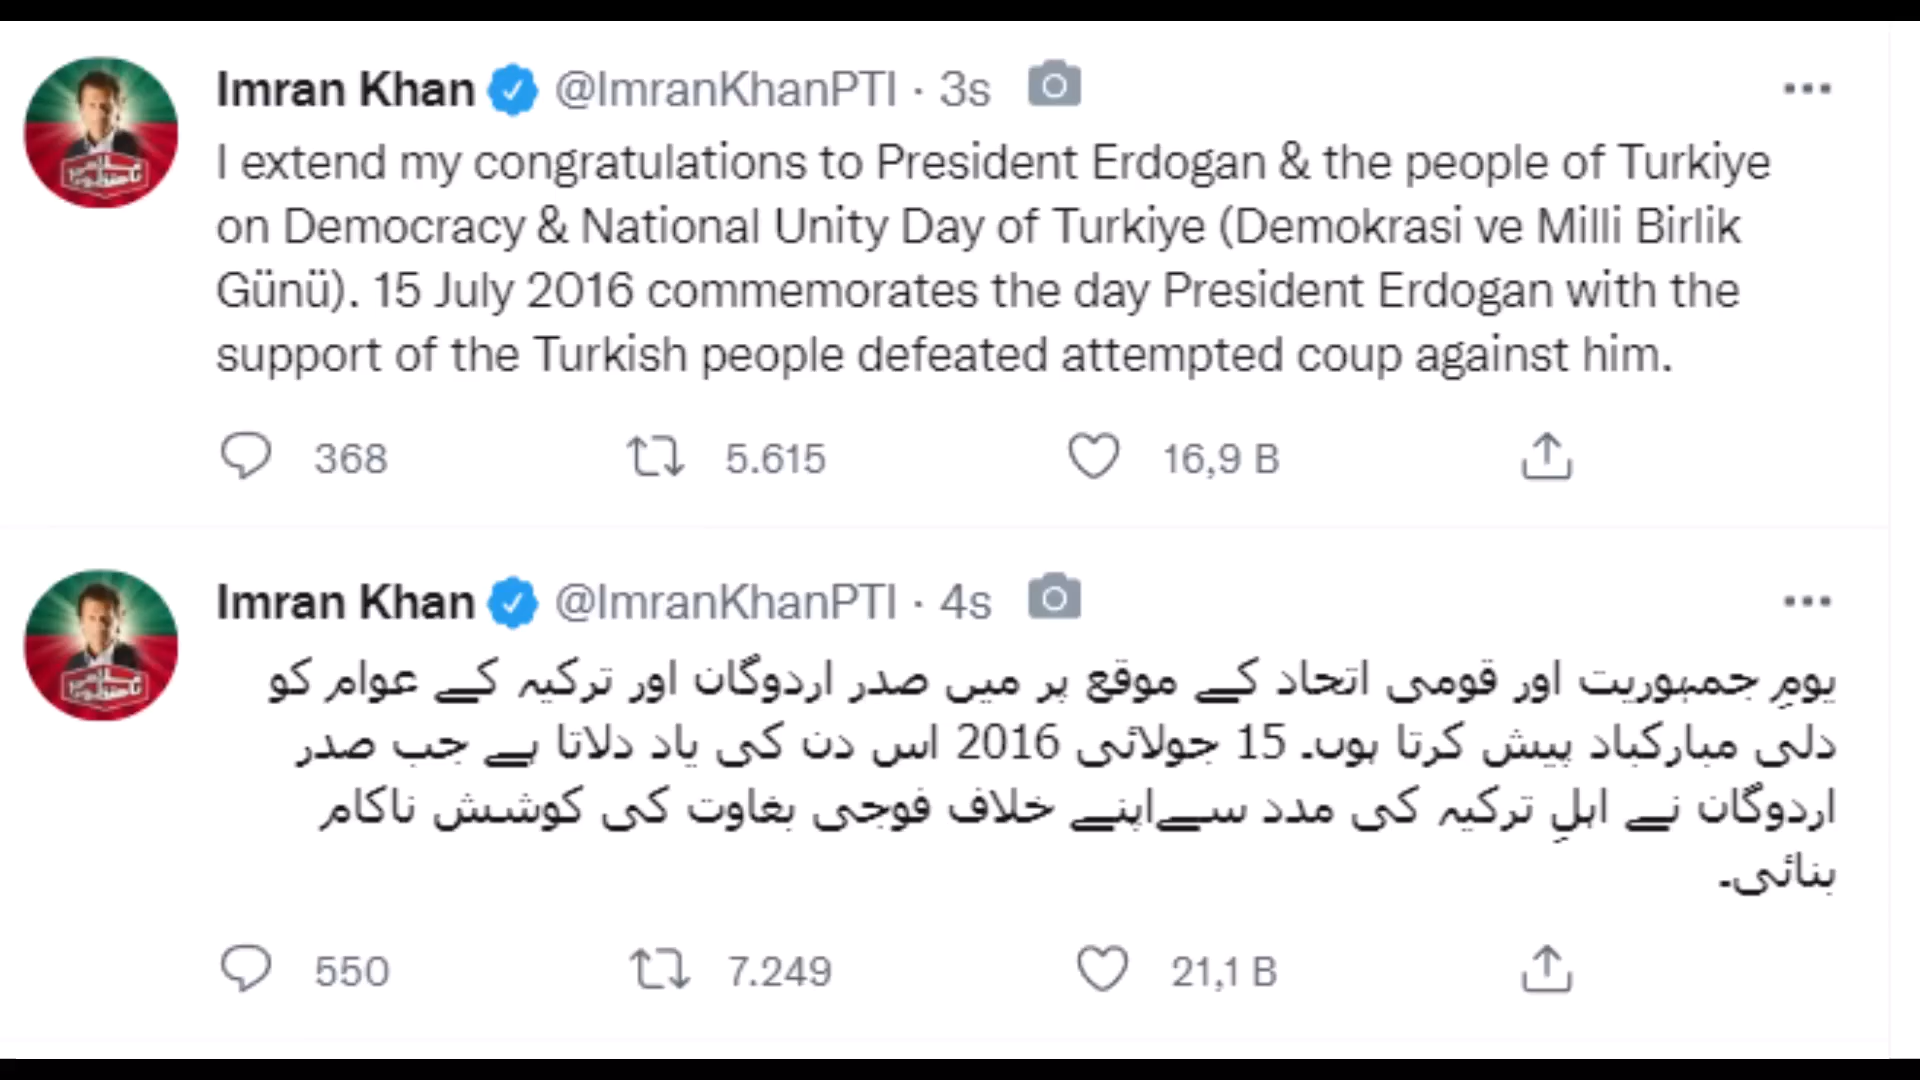 Imran Khan @ImranKhanPTI · 3s
I extend my congratulations to President Erdogan & the people of Turkiye
on Democracy & National Unity Day of Turkiye (Demokrasi ve Milli Birlik
Günü). 15 July 2016 commemorates the day President Erdogan with the
support of the Turkish people defeated attempted coup against him.
368 5.615 16,9 B
Imran Khan @ImranKhanPTI · 4s
یومِ جمہوریت اور قومی اتحاد کے موقع پر میں صدر اردوگان اور ترکیہ کے عوام کو
دلی مبارکباد پیش کرتا ہوں۔ 15 جولائی 2016 اس دن کی یاد دلاتا ہے جب صدر
اردوگان نے اہلِ ترکیہ کی مدد سےاپنے خلاف فوجی بغاوت کی کوشش ناکام
بنائی۔
550 7.249 21,1 B